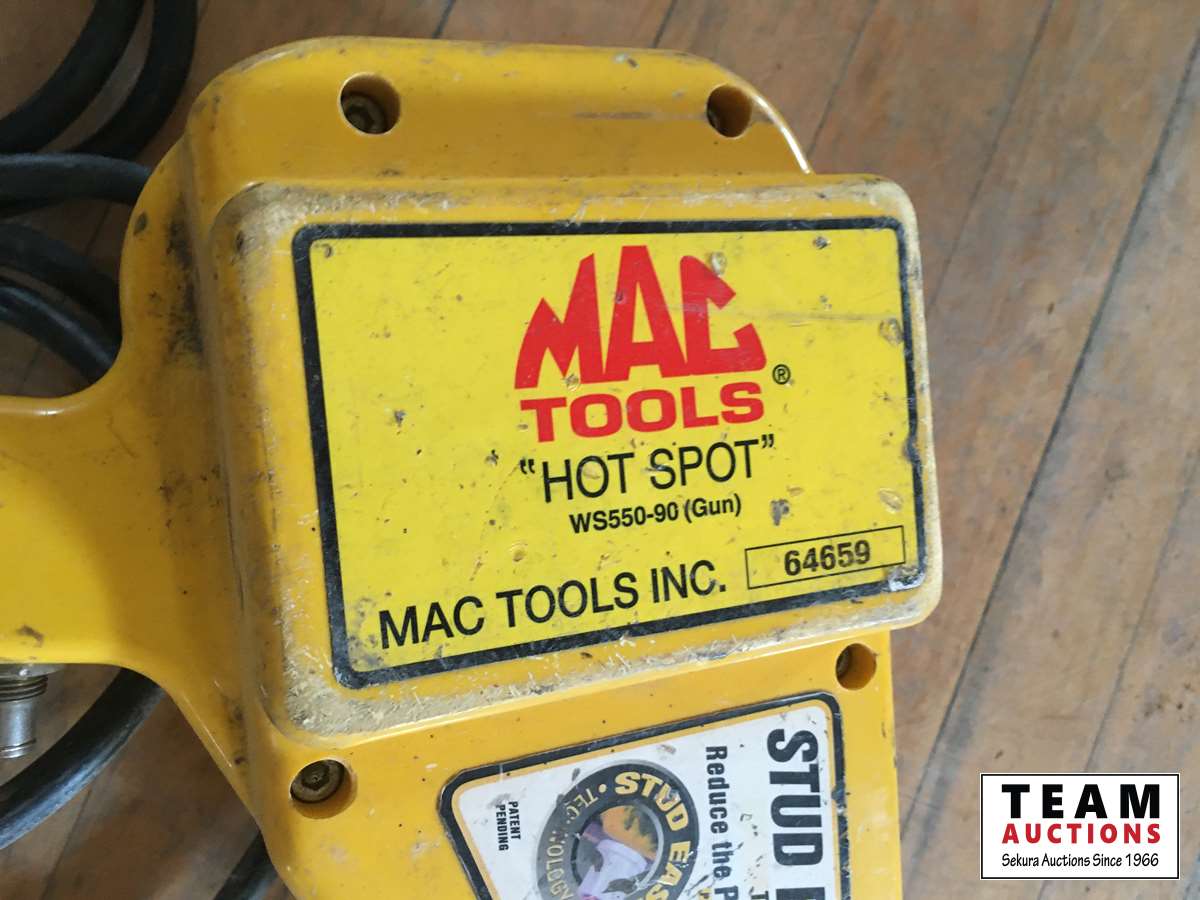 MAC
TOOLS
®
"HOT SPOT"
WS550-90 (Gun)
MAC TOOLS INC.
64659
STUD
Reduce the
PATENT
PENDING
STUD
TEAM
AUCTIONS
Sekura Auctions Since 1966